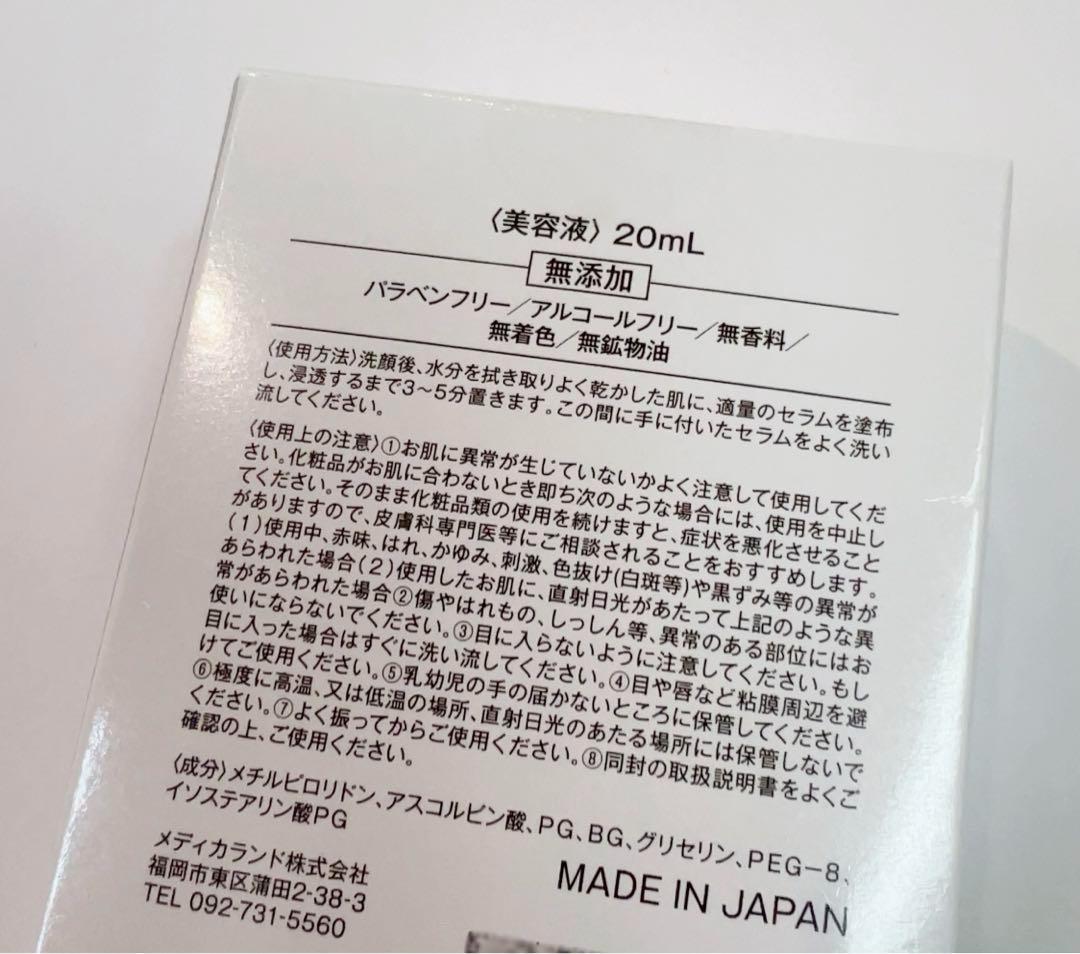 〈美容液〉20mL
無添加
パラベンフリー/アルコールフリー/無香料/
無着色/無鉱物油
〈使用方法〉洗顔後、水分を拭き取りよく乾かした肌に、適量のセラムを塗布
し、浸透するまで3〜5分置きます。この間に手に付いたセラムをよく洗い
流してください。
〈使用上の注意〉①お肌に異常が生じていないかよく注意して使用してくだ
さい。化粧品がお肌に合わないとき即ち次のような場合には、使用を中止し
てください。そのまま化粧品類の使用を続けますと、症状を悪化させること
がありますので、皮膚科専門医等にご相談されることをおすすめします。
(1)使用中、赤味、はれ、かゆみ、刺激、色抜け(白斑等)や黒ずみ等の異常が
あらわれた場合(2)使用したお肌に、直射日光があたって上記のような異
常があらわれた場合②傷やはれもの、しっしん等、異常のある部位にはお
使いにならないでください。③目に入らないように注意してください。もし
目に入った場合はすぐに洗い流してください。④目や唇など粘膜周辺を避
けてご使用ください。⑤乳幼児の手の届かないところに保管してください。
⑥極度に高温、又は低温の場所、直射日光のあたる場所には保管しないで
ください。⑦よく振ってからご使用ください。⑧同封の取扱説明書をよくご
確認の上、ご使用ください。
〈成分〉メチルピロリドン、アスコルビン酸、PG、BG、グリセリン、PEG-8、
イソステアリン酸PG
メディカランド株式会社
福岡市東区蒲田2-38-3
TEL 092-731-5560
MADE IN JAPAN